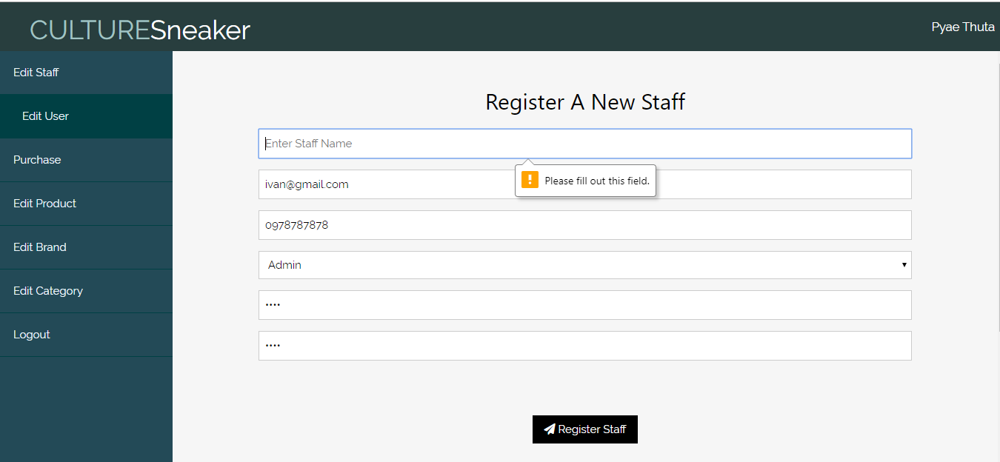 CULTURESneaker
Pyae Thuta
Edit Staff
Edit User
Purchase
Edit Product
Edit Brand
Edit Category
Logout
Register A New Staff
Enter Staff Name
Please fill out this field.
ivan@gmail.com
0978787878
Admin
••••
••••
Register Staff